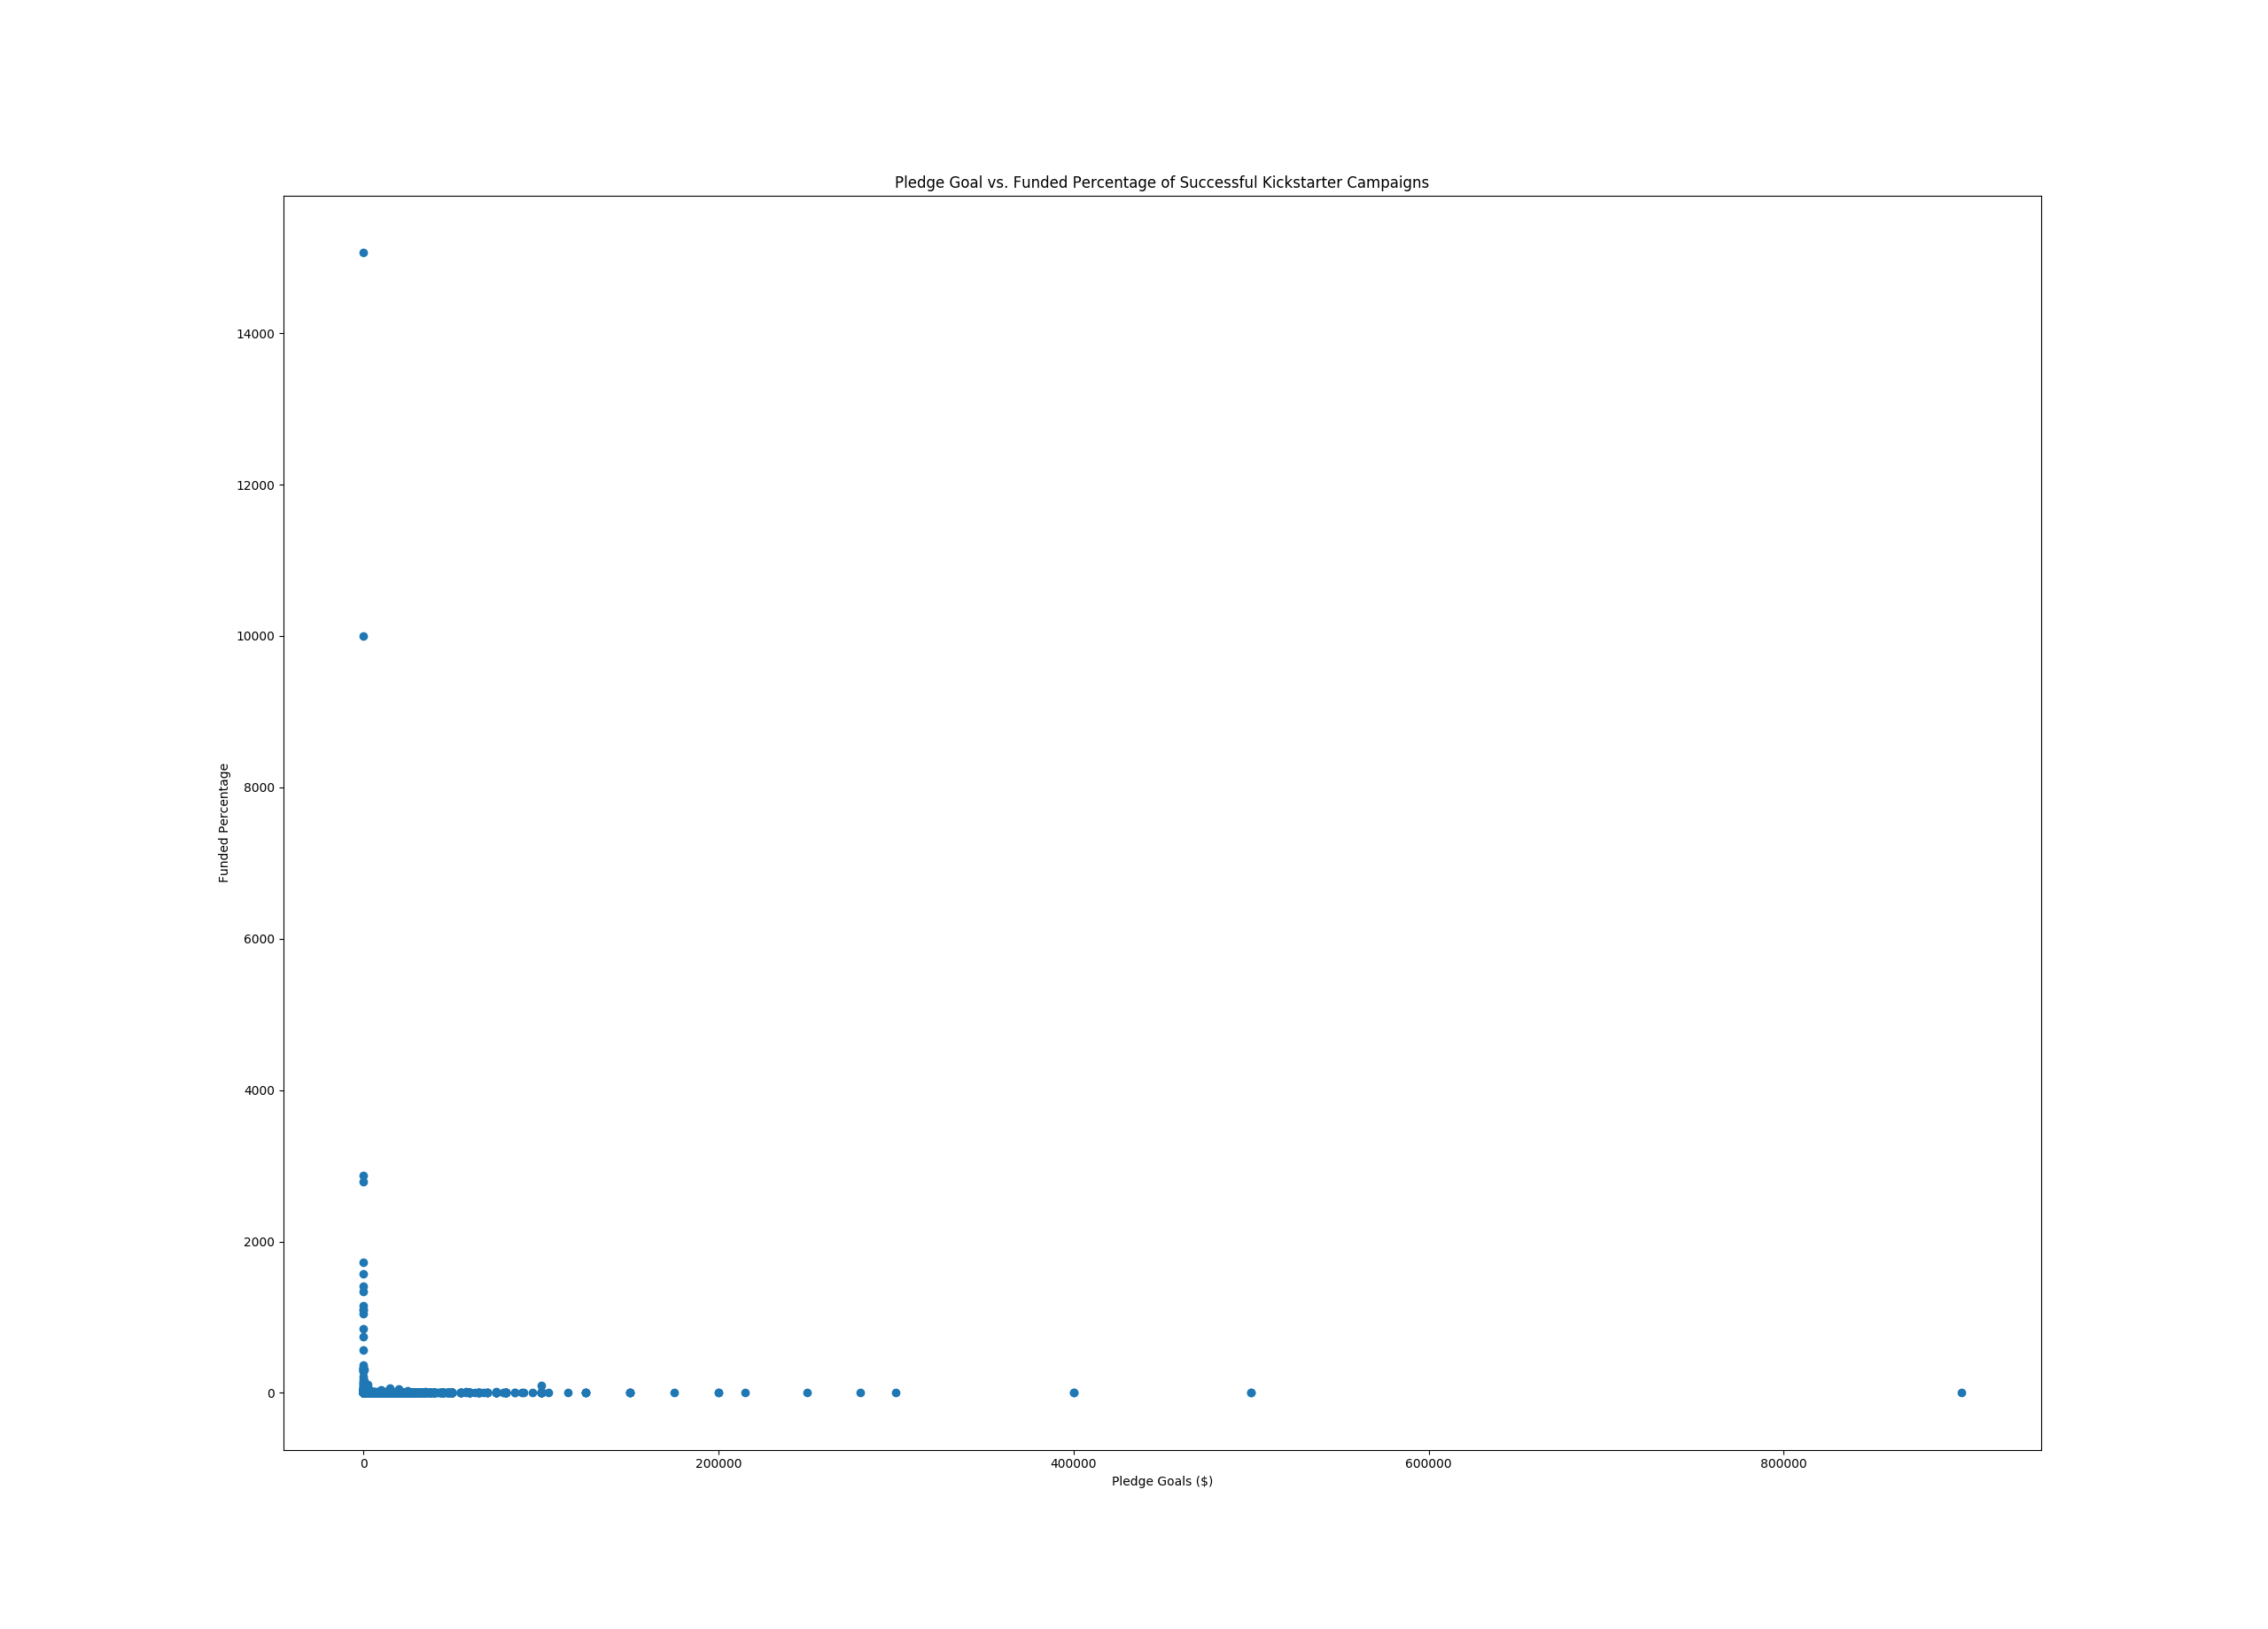 Pledge Goal vs. Funded Percentage of Successful Kickstarter Campaigns
14000
12000
10000
8000
6000
4000
2000
0
Funded Percentage
0 200000 400000 600000 800000
Pledge Goals ($)